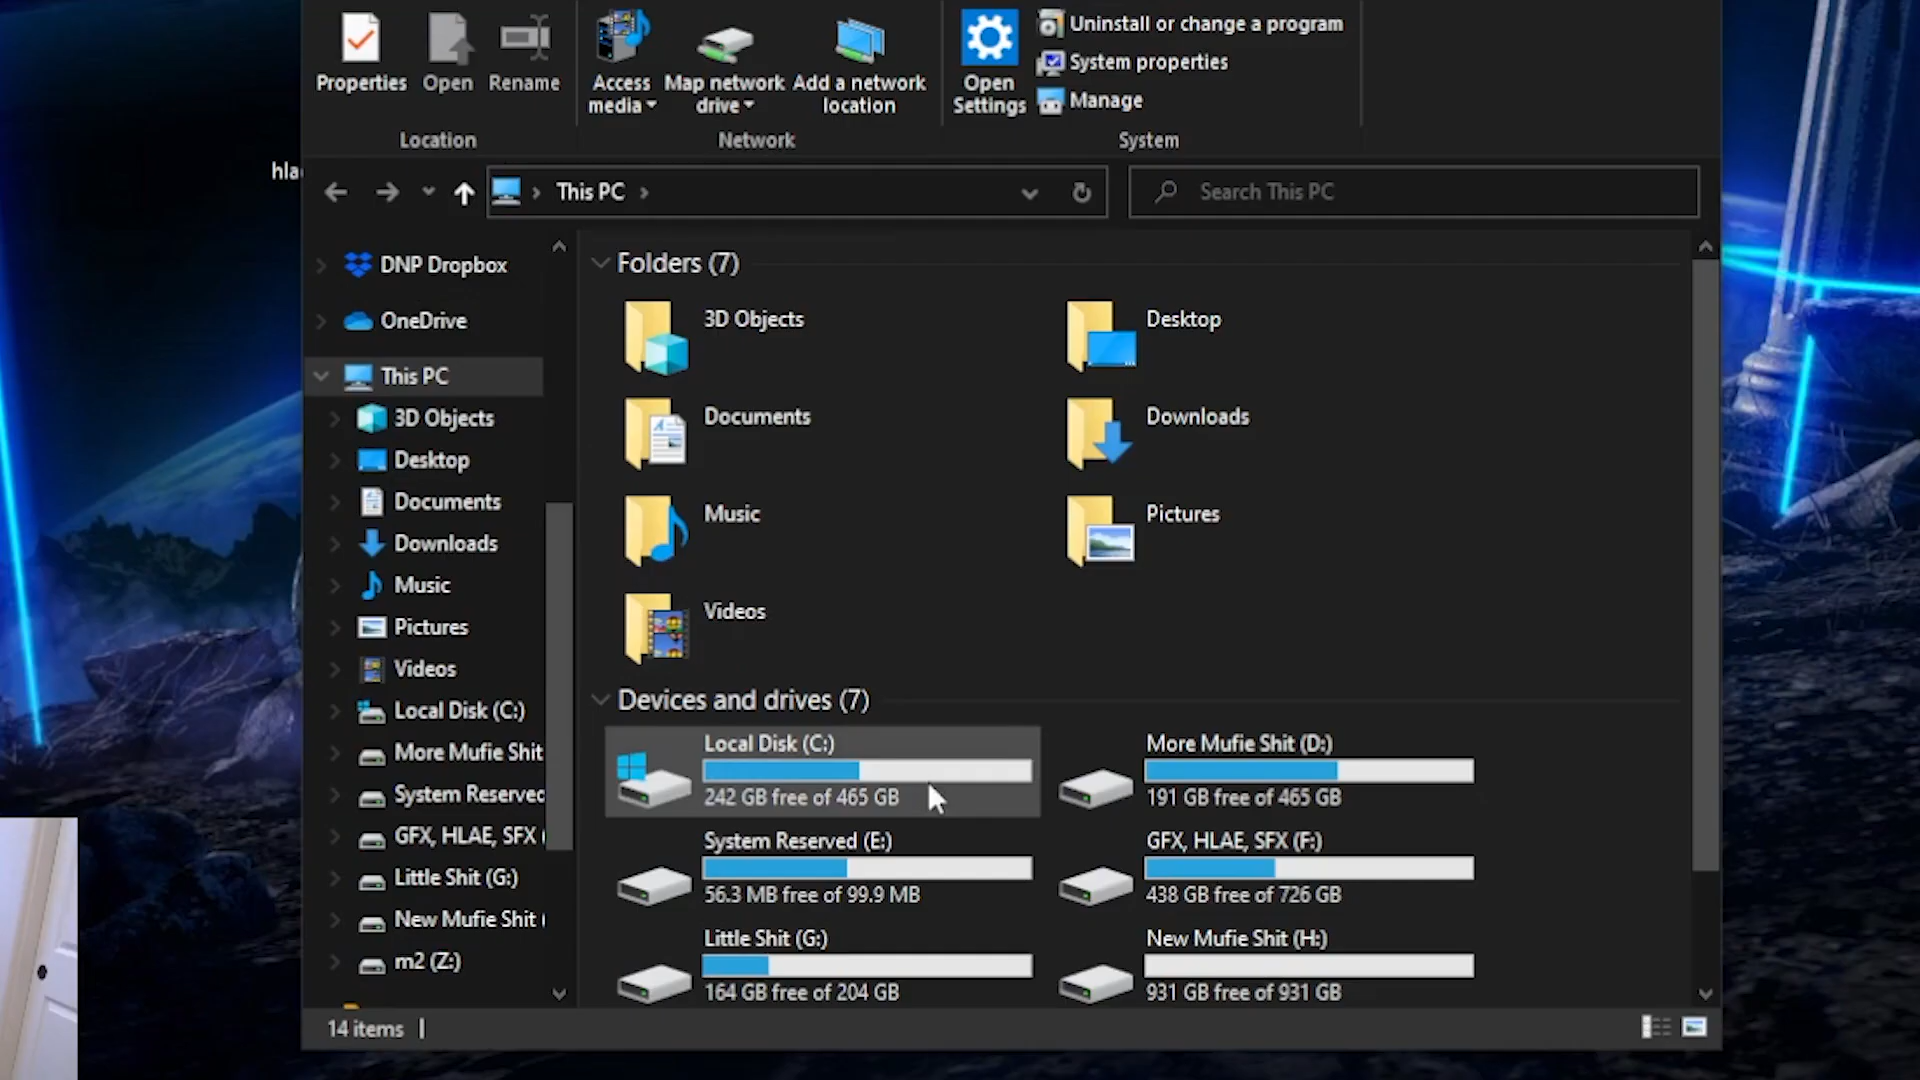 Properties
Open
Rename
Access media
Map network drive
Add a network location
Open Settings
Uninstall or change a program
System properties
Manage
Location
Network
System
This PC
Search This PC
DNP Dropbox
OneDrive
This PC
3D Objects
Desktop
Documents
Downloads
Music
Pictures
Videos
Local Disk (C:)
More Mufie Shit
System Reserved
GFX, HLAE, SFX (
Little Shit (G:)
New Mufie Shit (
m2 (Z:)
Folders (7)
3D Objects
Desktop
Documents
Downloads
Music
Pictures
Videos
Devices and drives (7)
Local Disk (C:)
242 GB free of 465 GB
More Mufie Shit (D:)
191 GB free of 465 GB
System Reserved (E:)
56.3 MB free of 99.9 MB
GFX, HLAE, SFX (F:)
438 GB free of 726 GB
Little Shit (G:)
164 GB free of 204 GB
New Mufie Shit (H:)
931 GB free of 931 GB
14 items